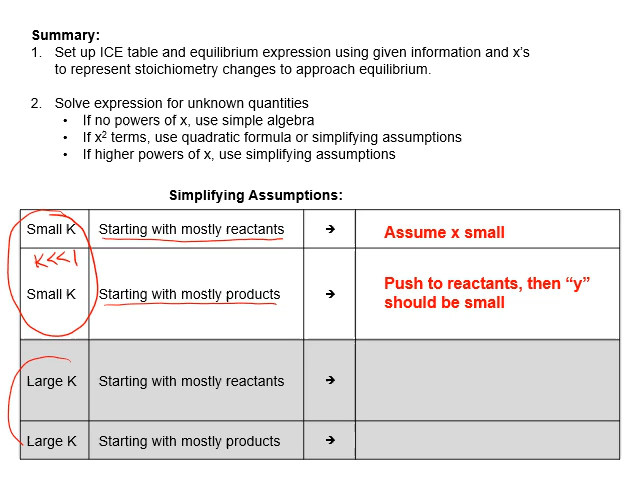 Summary:
1. Set up ICE table and equilibrium expression using given information and x's
to represent stoichiometry changes to approach equilibrium.
2. Solve expression for unknown quantities
• If no powers of x, use simple algebra
• If x² terms, use quadratic formula or simplifying assumptions
• If higher powers of x, use simplifying assumptions
Simplifying Assumptions:
Small K Starting with mostly reactants → Assume x small
K<<1
Small K Starting with mostly products → Push to reactants, then “y”
should be small
Large K Starting with mostly reactants →
Large K Starting with mostly products →